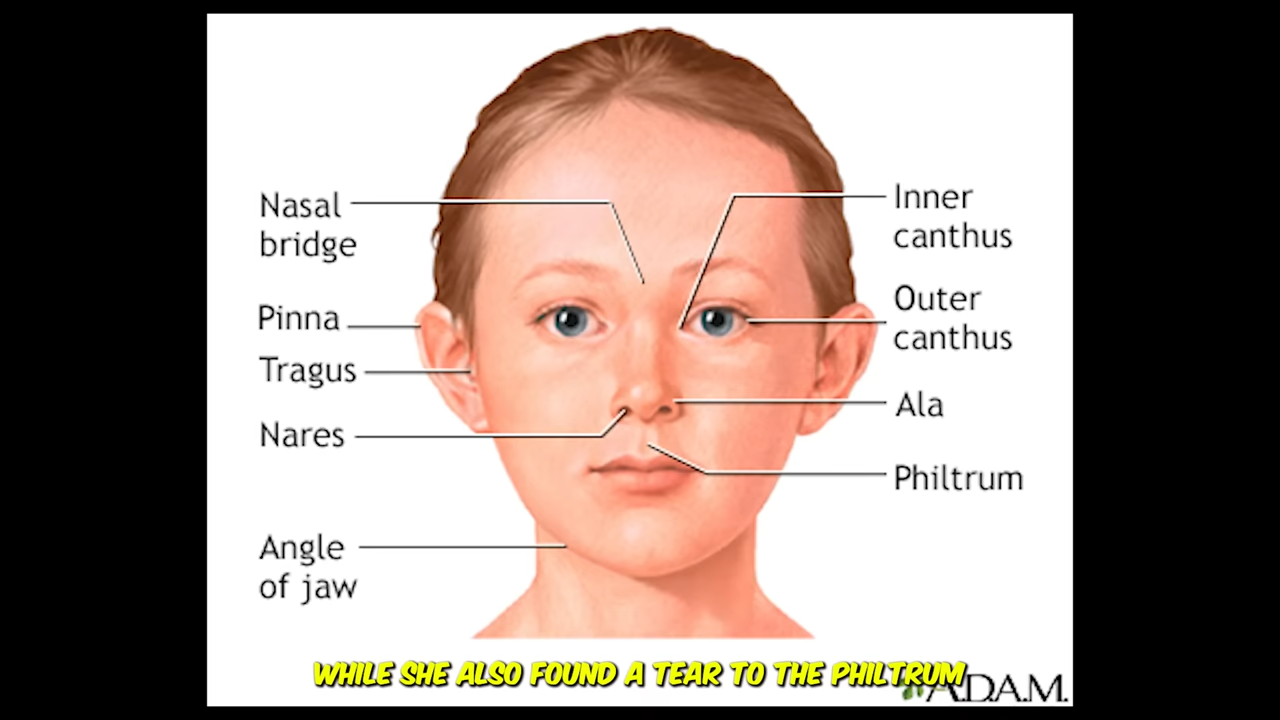 Nasal
bridge
Pinna
Tragus
Nares
Angle
of jaw
Inner
canthus
Outer
canthus
Ala
Philtrum
WHILE SHE ALSO FOUND A TEAR TO THE PHILTRUM
A.D.A.M.